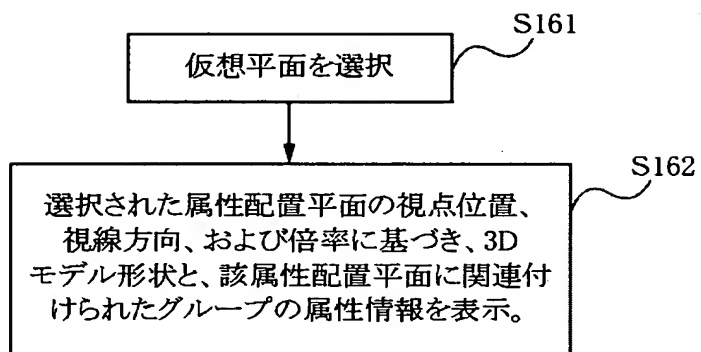 S161
仮想平面を選択
S162
選択された属性配置平面の視点位置、
視線方向、および倍率に基づき、3D
モデル形状と、該属性配置平面に関連付
けられたグループの属性情報を表示。